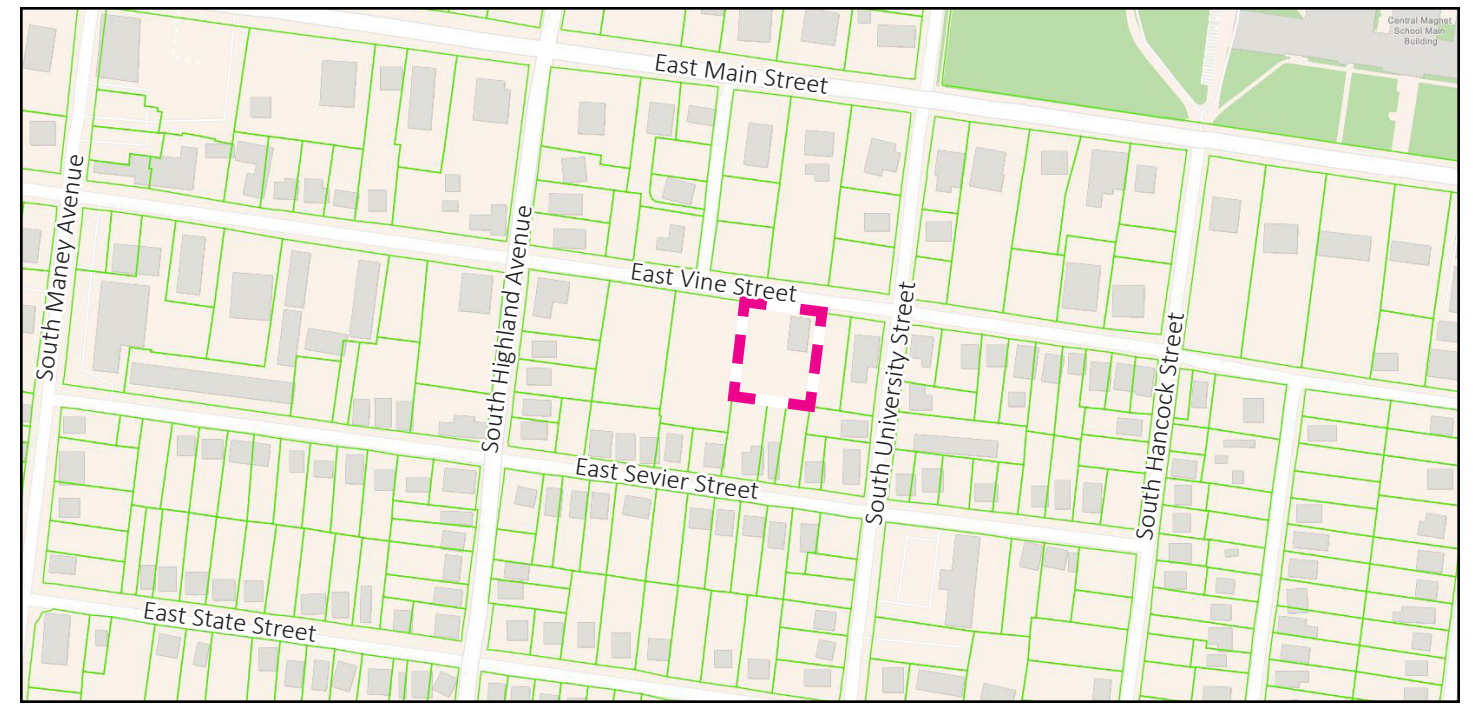 Central Magnet
School Main
Building
East Main Street
South Maney Avenue
South Highland Avenue
East Vine Street
South University Street
South Hancock Street
East Sevier Street
East State Street